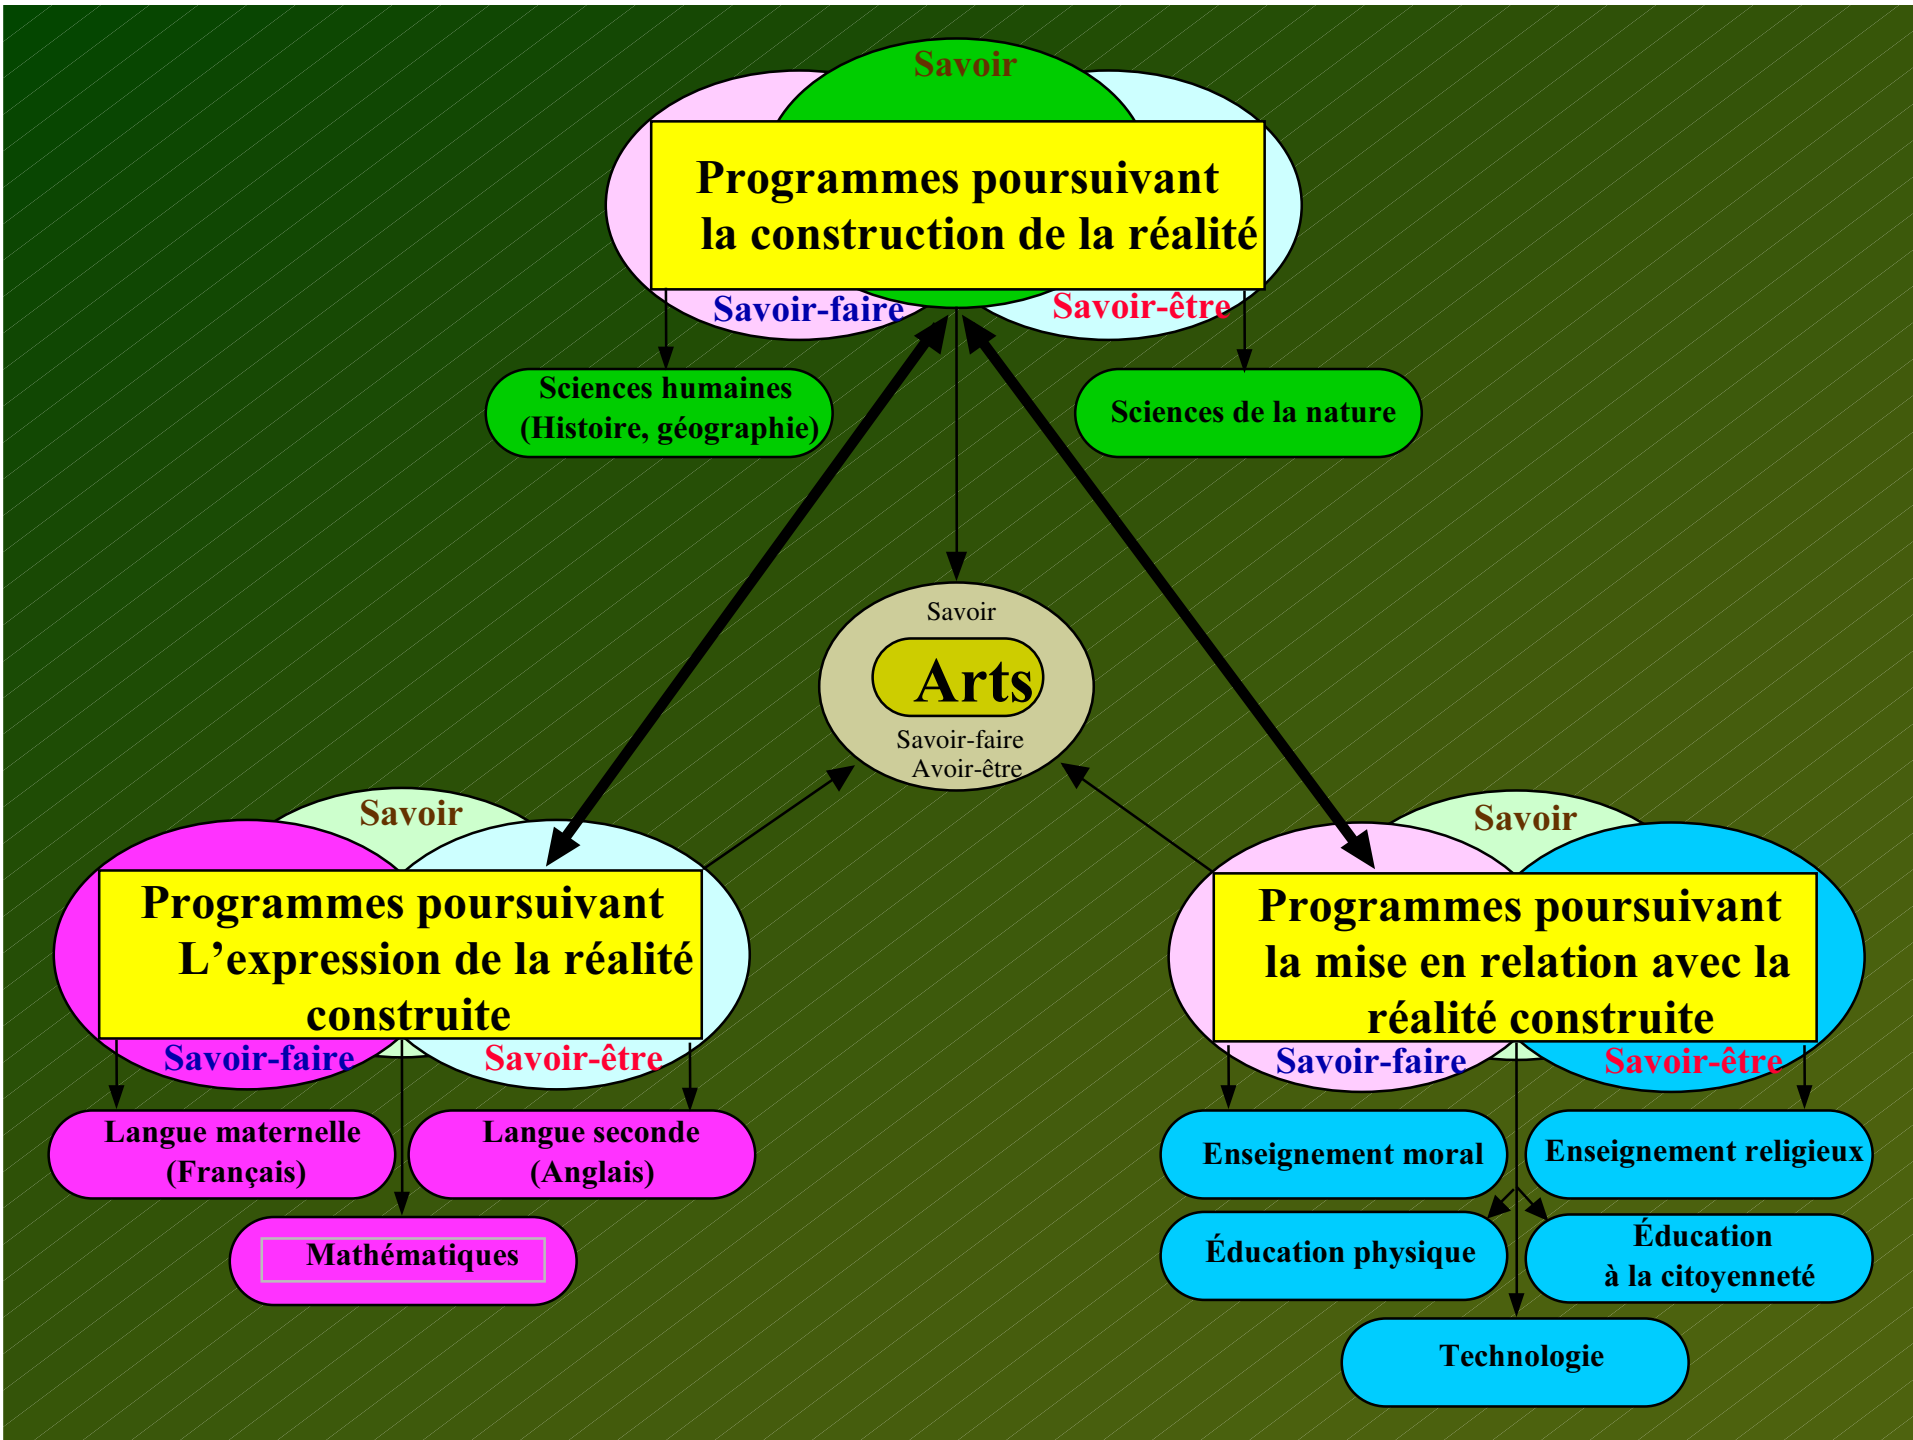 Savoir
Programmes poursuivant
la construction de la réalité
Savoir-faire
Savoir-être
Sciences humaines
(Histoire, géographie)
Sciences de la nature
Savoir
Arts
Savoir-faire
Avoir-être
Savoir
Programmes poursuivant
L’expression de la réalité
construite
Savoir-faire
Savoir-être
Langue maternelle
(Français)
Langue seconde
(Anglais)
Mathématiques
Savoir
Programmes poursuivant
la mise en relation avec la
réalité construite
Savoir-faire
Savoir-être
Enseignement moral
Enseignement religieux
Éducation physique
Éducation
à la citoyenneté
Technologie